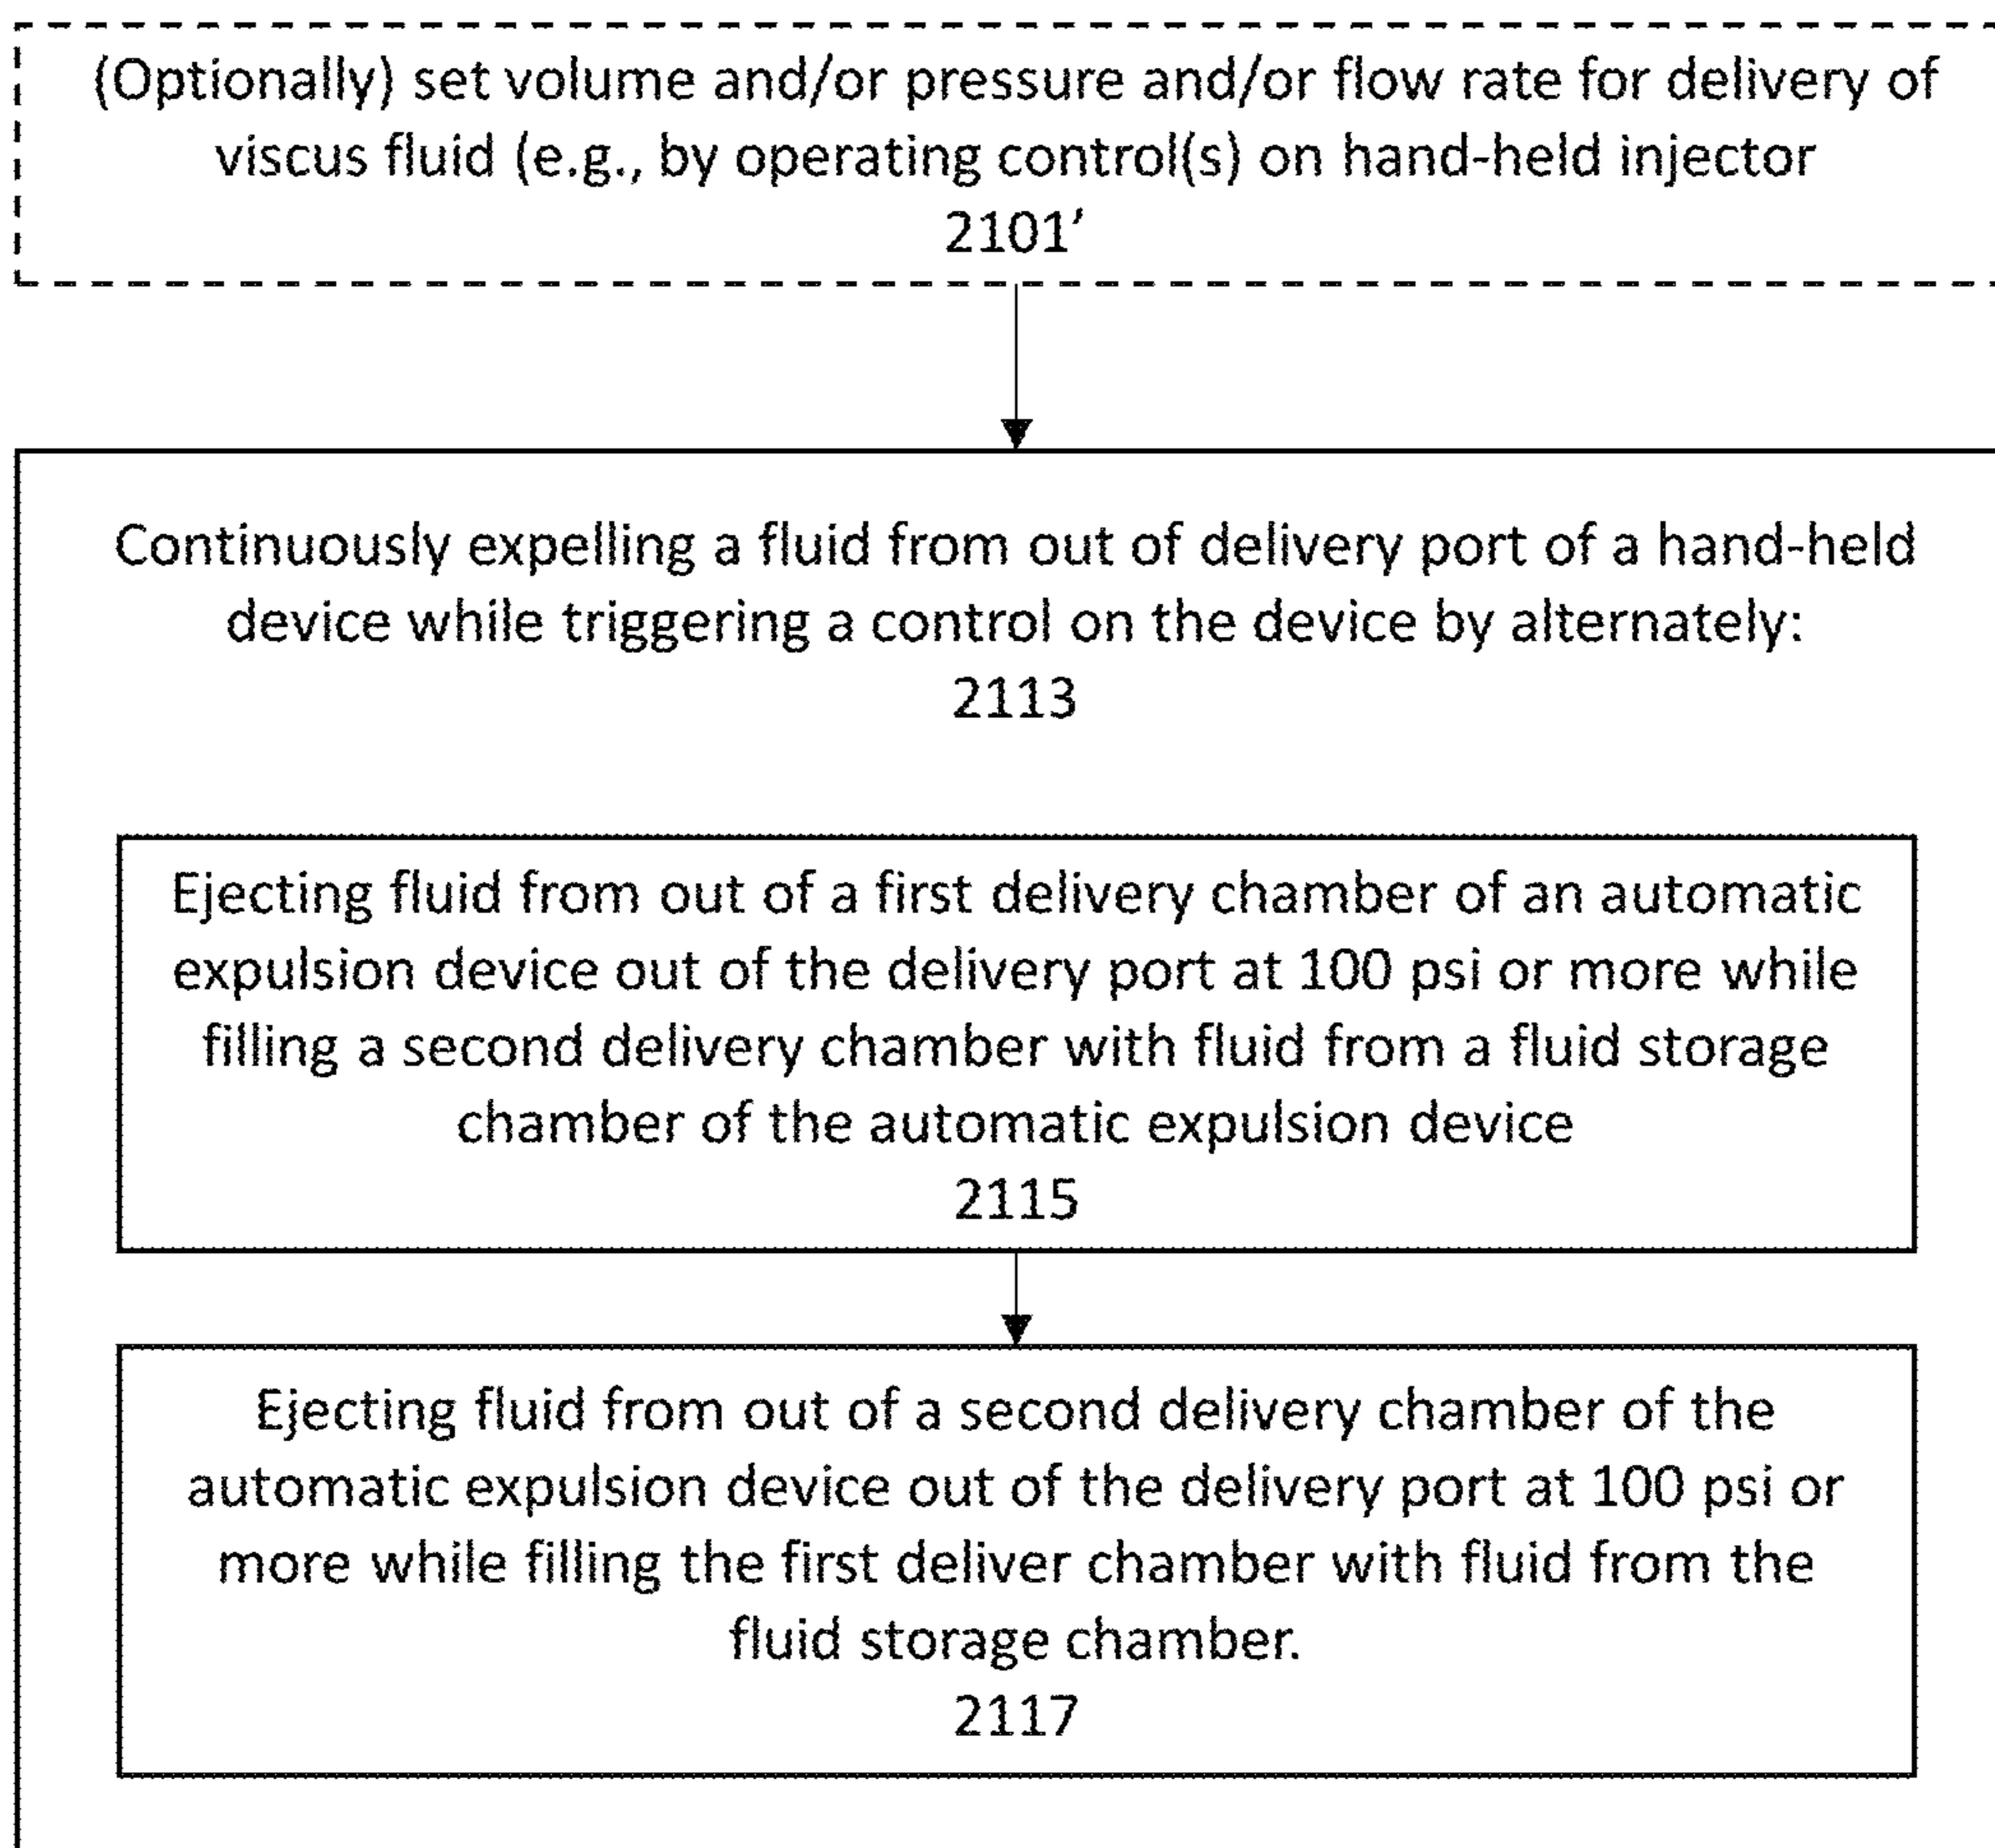 (Optionally) set volume and/or pressure and/or flow rate for delivery of
viscus fluid (e.g., by operating control(s) on hand-held injector
2101’
Continuously expelling a fluid from out of delivery port of a hand-held
device while triggering a control on the device by alternately:
2113
Ejecting fluid from out of a first delivery chamber of an automatic
expulsion device out of the delivery port at 100 psi or more while
filling a second delivery chamber with fluid from a fluid storage
chamber of the automatic expulsion device
2115
Ejecting fluid from out of a second delivery chamber of the
automatic expulsion device out of the delivery port at 100 psi or
more while filling the first deliver chamber with fluid from the
fluid storage chamber.
2117